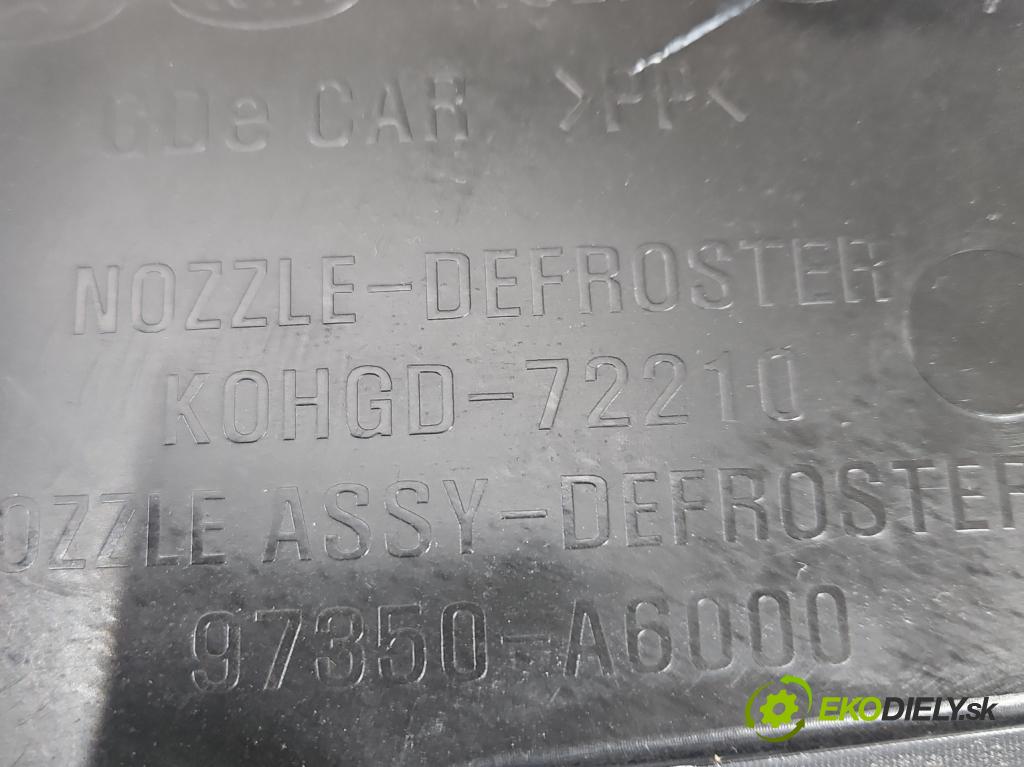 GDe CAR >PP<
NOZZLE-DEFROSTER
K0HGD-72210
OZZLE ASSY-DEFROSTER
97350-A6000
EKODIELY.sk